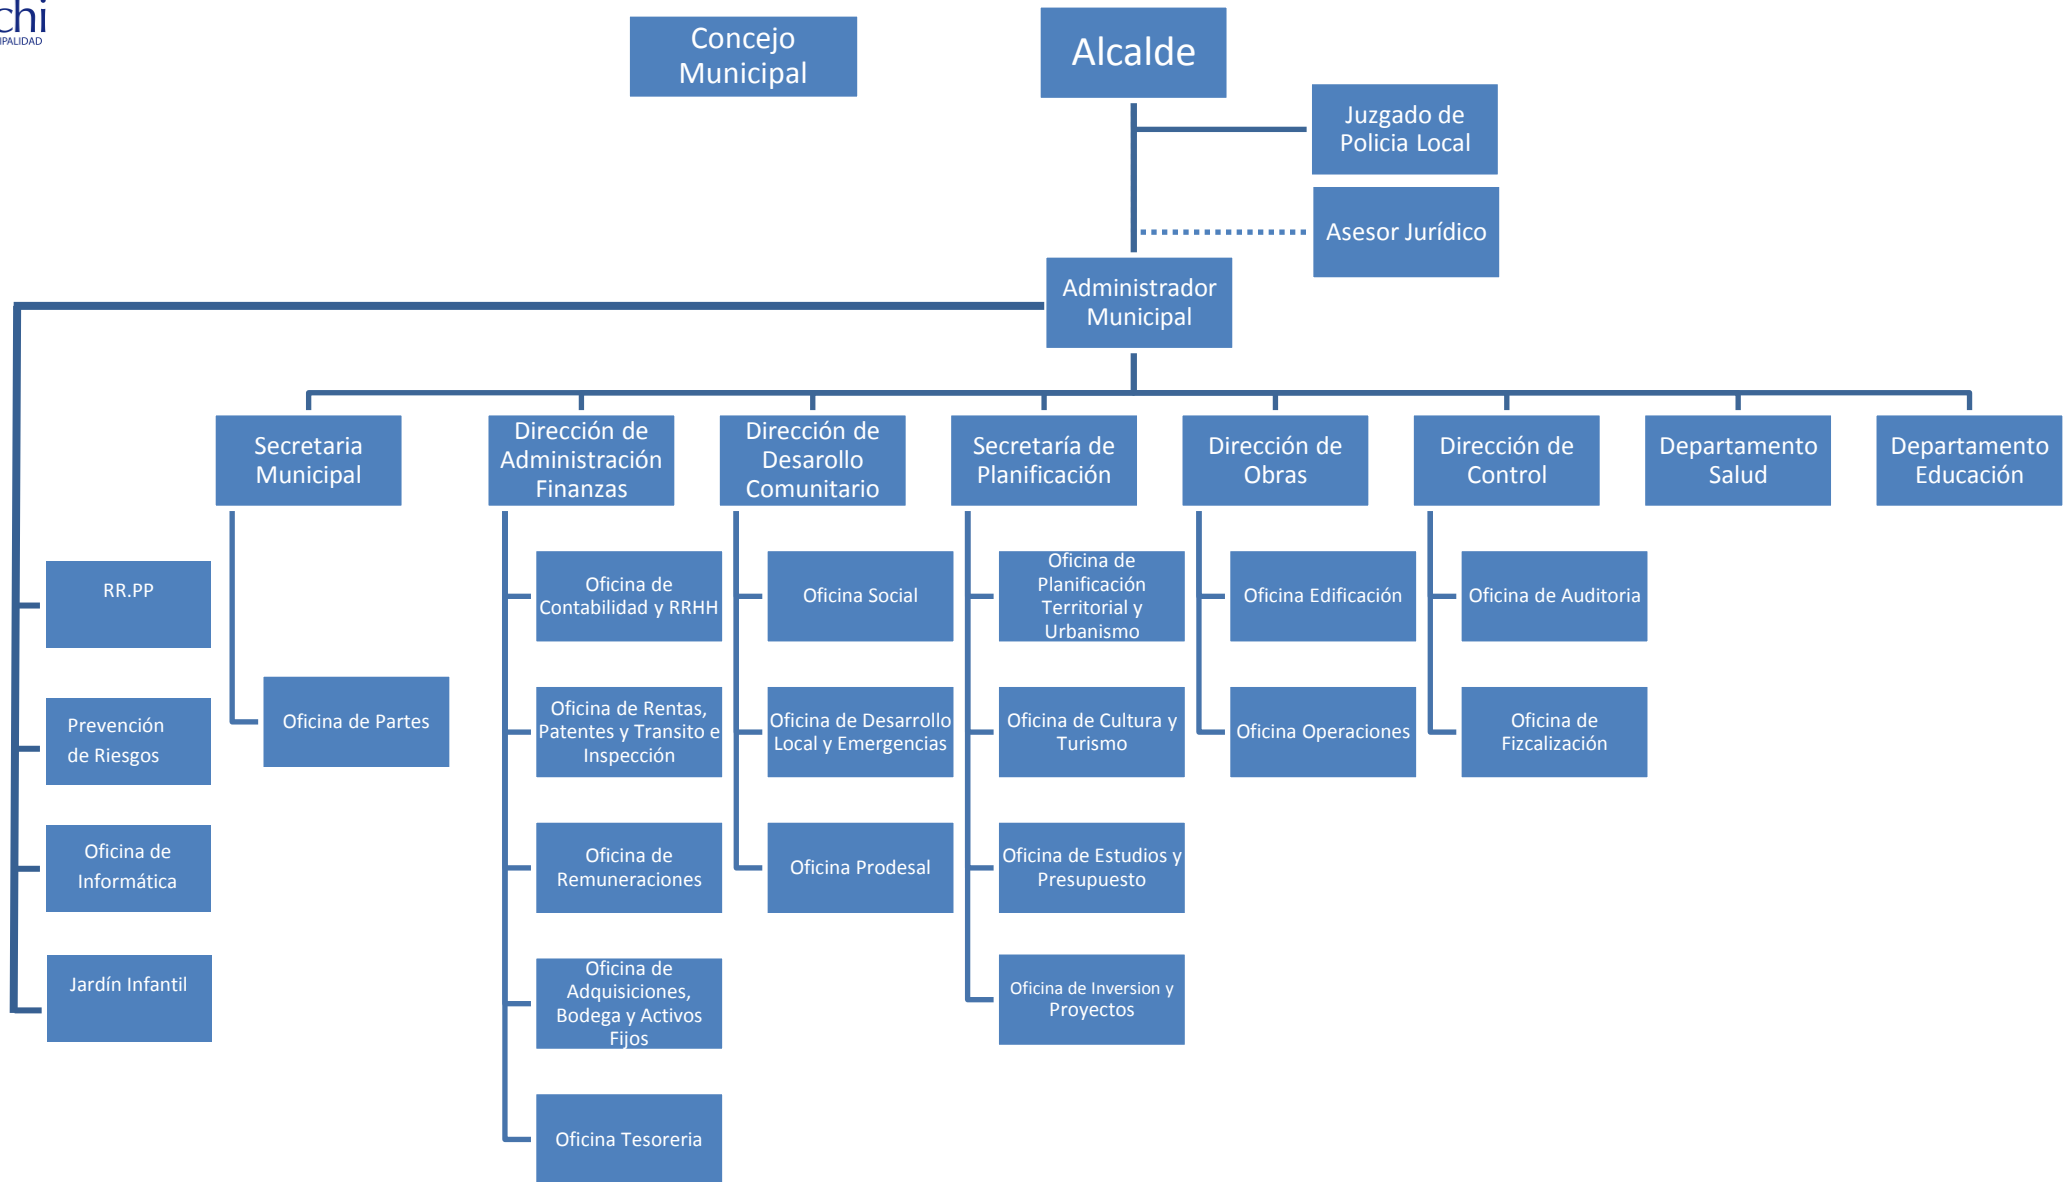 chi
IPALIDAD
Concejo
Municipal
Alcalde
Juzgado de
Policia Local
Asesor Jurídico
Administrador
Municipal
Secretaria
Municipal
Dirección de
Administración
Finanzas
Dirección de
Desarollo
Comunitario
Secretaría de
Planificación
Dirección de
Obras
Dirección de
Control
Departamento
Salud
Departamento
Educación
RR.PP
Prevención
de Riesgos
Oficina de
Informática
Jardín Infantil
Oficina de Partes
Oficina de
Contabilidad y RRHH
Oficina de Rentas,
Patentes y Transito e
Inspección
Oficina de
Remuneraciones
Oficina de
Adquisiciones,
Bodega y Activos
Fijos
Oficina Tesoreria
Oficina Social
Oficina de Desarrollo
Local y Emergencias
Oficina Prodesal
Oficina de
Planificación
Territorial y
Urbanismo
Oficina de Cultura y
Turismo
Oficina de Estudios y
Presupuesto
Oficina de Inversion y
Proyectos
Oficina Edificación
Oficina Operaciones
Oficina de Auditoria
Oficina de
Fizcalización